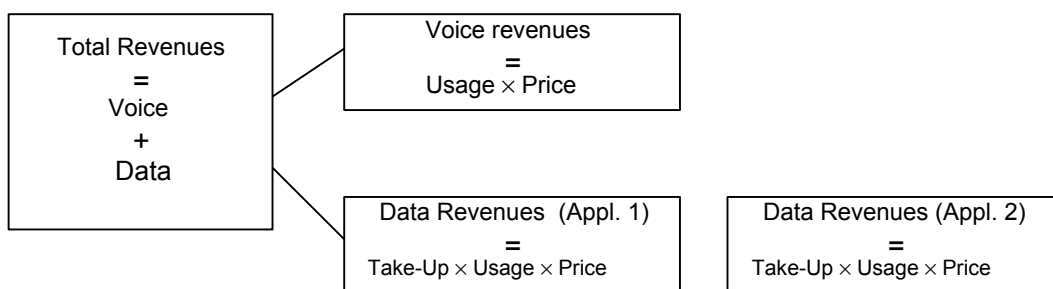 Total Revenues
=
Voice
+
Data
Voice revenues
=
Usage × Price
Data Revenues (Appl. 1)
=
Take-Up × Usage × Price
Data Revenues (Appl. 2)
=
Take-Up × Usage × Price